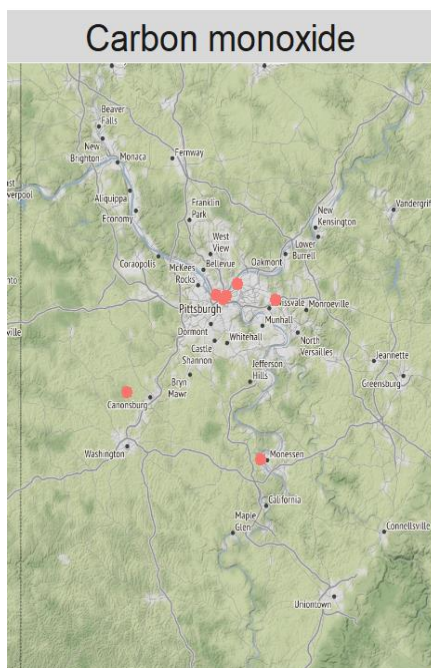 Carbon monoxide
Beaver
Falls
New
Brighton
Monaca
Fernway
Aliquippa
Economy
Franklin
Park
New
Kensington
Vandergrif
West
View
Oakmont
Lower
Burrell
Coraopolis
McKees
Rocks
Bellevue
Pittsburgh
Monroeville
Munhall
Dormont
Whitehall
North
Versailles
Castle
Shannon
Jefferson
Hills
Jeannette
Greensburg
Bryn
Mawr
Canonsburg
Washington
Monessen
California
Maple
Glen
Connellsville
Uniontown